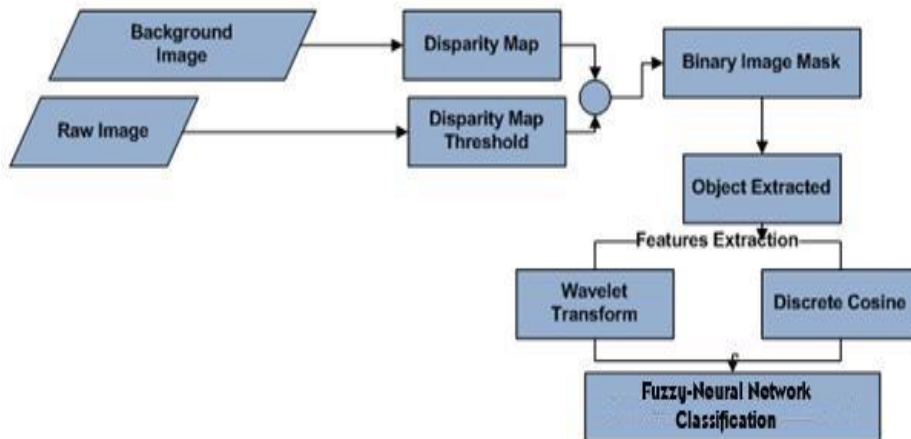 Background
Image
Disparity Map
Binary Image Mask
Raw Image
Disparity Map
Threshold
Object Extracted
Features Extraction
Wavelet
Transform
Discrete Cosine
Fuzzy-Neural Network
Classification